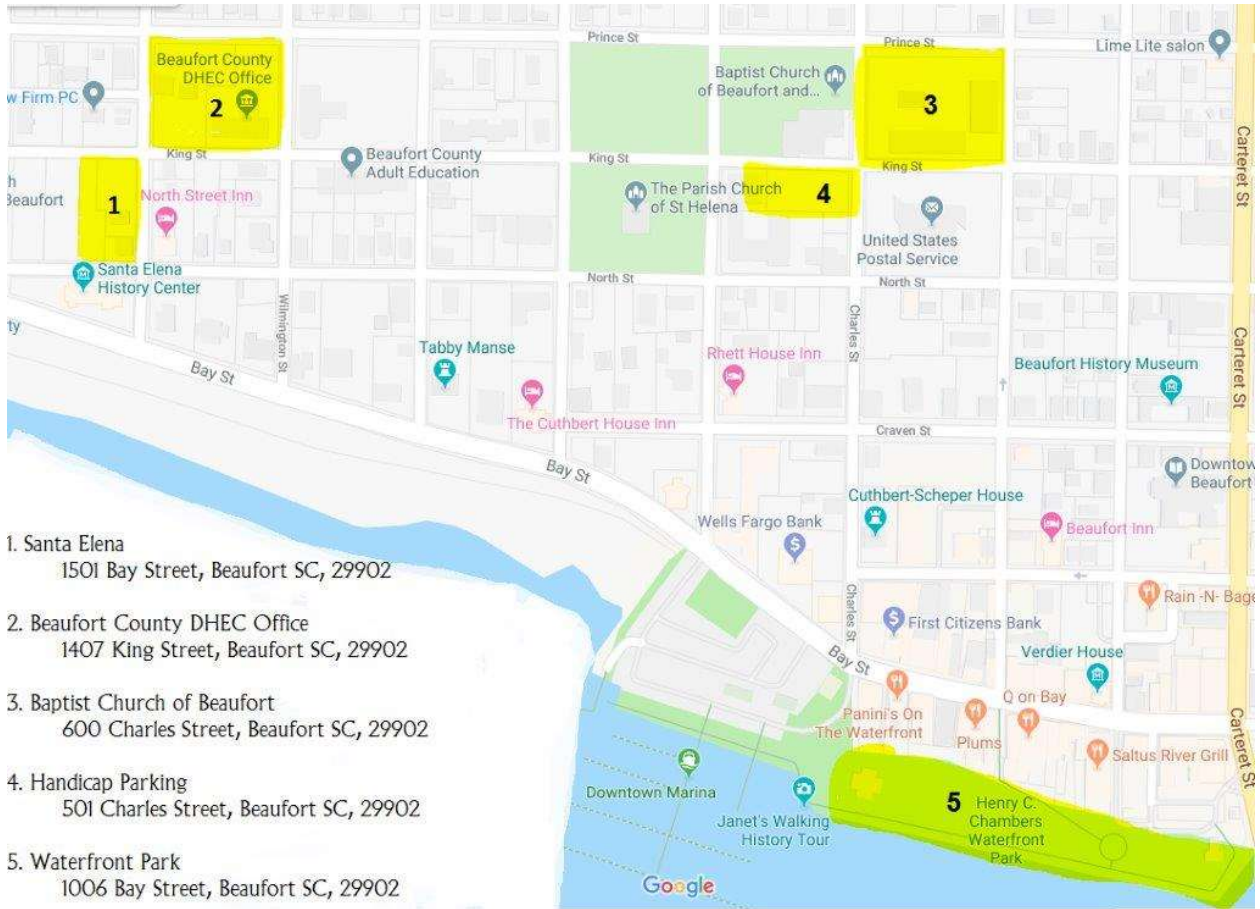 Prince St
Prince St
Lime Lite salon
Beaufort County
DHEC Office
2
w Firm PC
Baptist Church
of Beaufort and...
3
Carteret St
King St
Beaufort County
Adult Education
King St
King St
h
Beaufort
1
North Street Inn
The Parish Church
of St Helena
4
United States
Postal Service
Santa Elena
History Center
North St
North St
ty
Wilmington St
Charles St
Carteret St
Tabby Manse
Rhett House Inn
Beaufort History Museum
Bay St
The Cuthbert House Inn
Craven St
Bay St
Downtow
Beaufort
Cuthbert-Scheper House
Wells Fargo Bank
$
Beaufort Inn
Charles St
Rain -N- Bage
$
First Citizens Bank
Verdier House
Bay St
Q on Bay
Carteret St
Panini's On
The Waterfront
Plums
Saltus River Grill
Downtown Marina
Janet's Walking
History Tour
5
Henry C.
Chambers
Waterfront
Park
Google
1. Santa Elena
1501 Bay Street, Beaufort SC, 29902
2. Beaufort County DHEC Office
1407 King Street, Beaufort SC, 29902
3. Baptist Church of Beaufort
600 Charles Street, Beaufort SC, 29902
4. Handicap Parking
501 Charles Street, Beaufort SC, 29902
5. Waterfront Park
1006 Bay Street, Beaufort SC, 29902